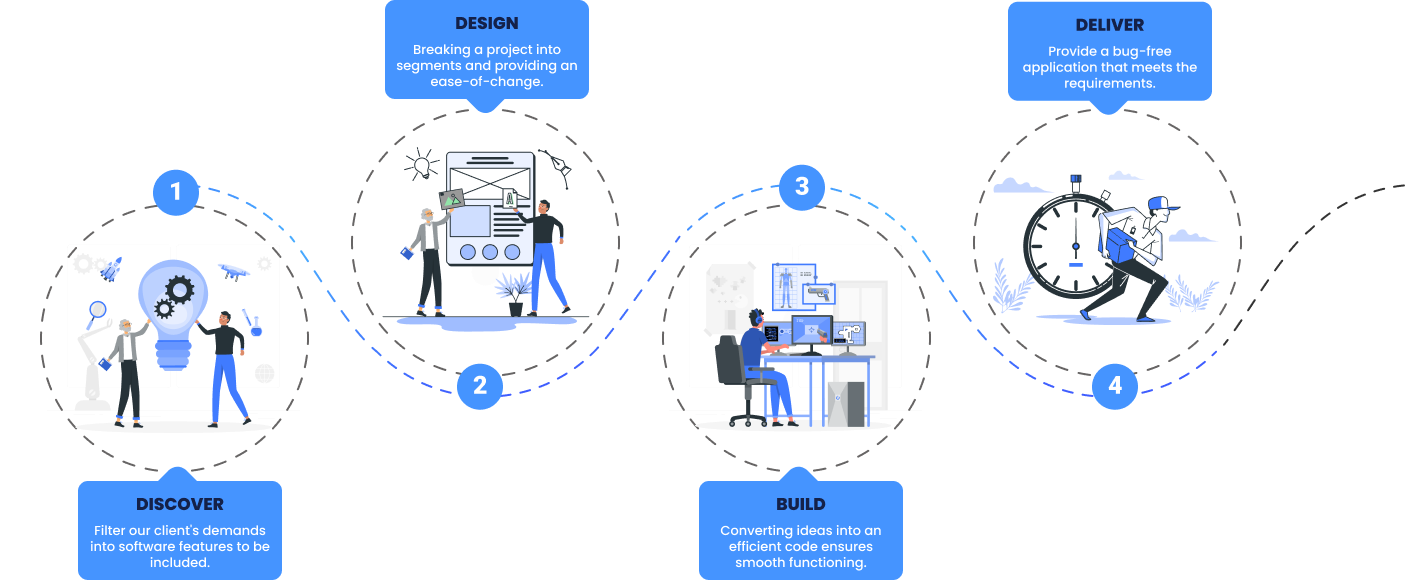 1
DISCOVER
Filter our client's demands
into software features to be
included.
DESIGN
Breaking a project into
segments and providing an
ease-of-change.
2
3
BUILD
Converting ideas into an
efficient code ensures
smooth functioning.
DELIVER
Provide a bug-free
application that meets the
requirements.
4